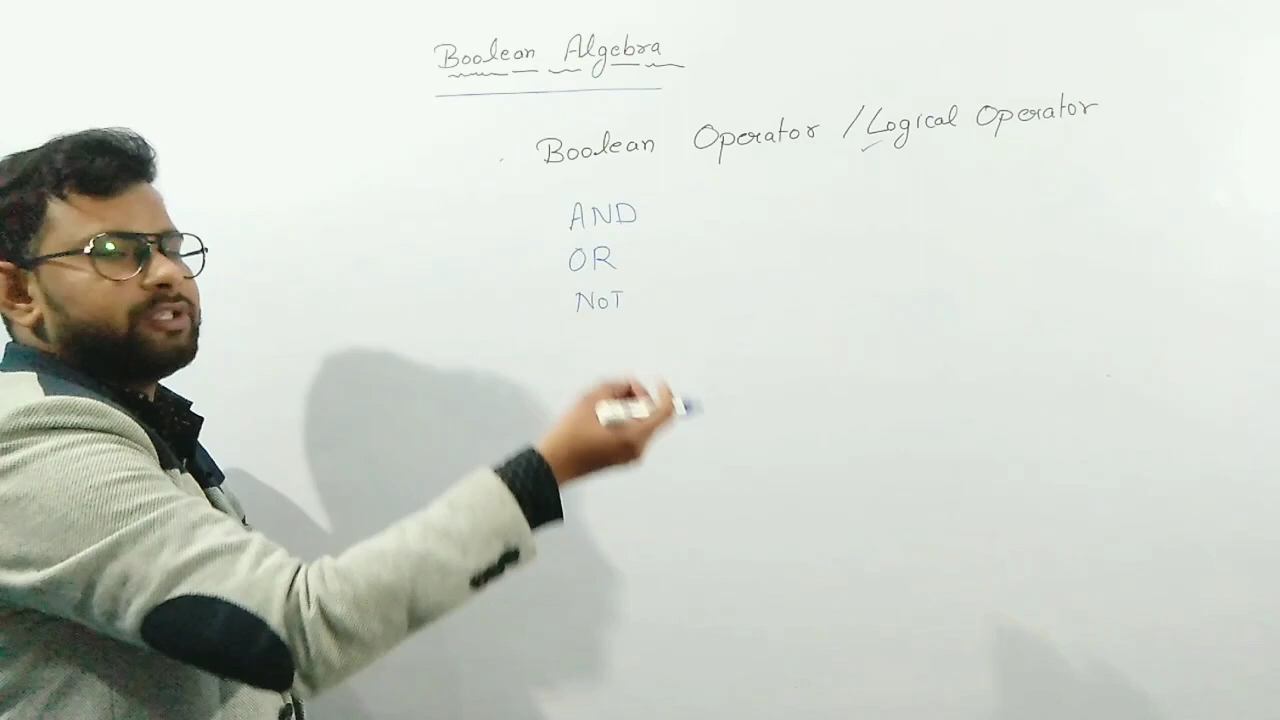 Boolean Algebra
Boolean Operator / Logical Operator
AND
OR
NOT